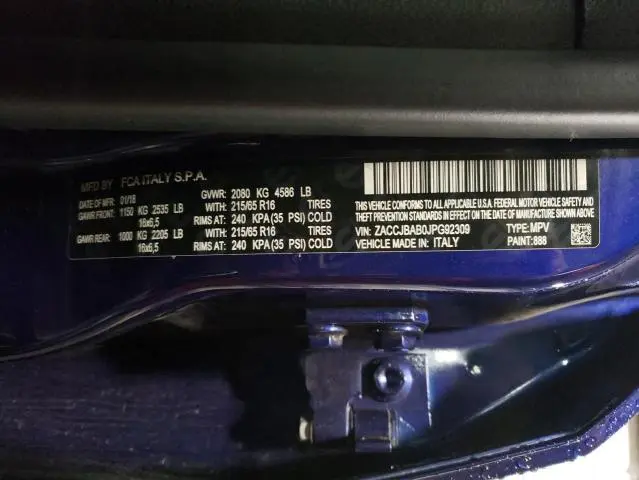 MFD BY FCA ITALY S.P.A.
DATE OF MFR 01/18 GVWR: 2080 KG 4586 LB
GAWR FRONT: 1150 KG 2535 LB WITH 215/65 R16 TIRES
16x6,5 RIMS AT: 240 KPA (35 PSI) COLD
GAWR REAR: 1000 KG 2205 LB WITH 215/65 R16 TIRES
16x6,5 RIMS AT: 240 KPA (35 PSI) COLD
THIS VEHICLE CONFORMS TO ALL APPLICABLE U.S.A. FEDERAL MOTOR VEHICLE SAFETY AND
THEFT PREVENTION STANDARDS IN EFFECT ON THE DATE OF MANUFACTURE SHOWN ABOVE.
VIN: ZACCJBAB0JPG92309 TYPE: MPV
VEHICLE MADE IN: ITALY PAINT: 888